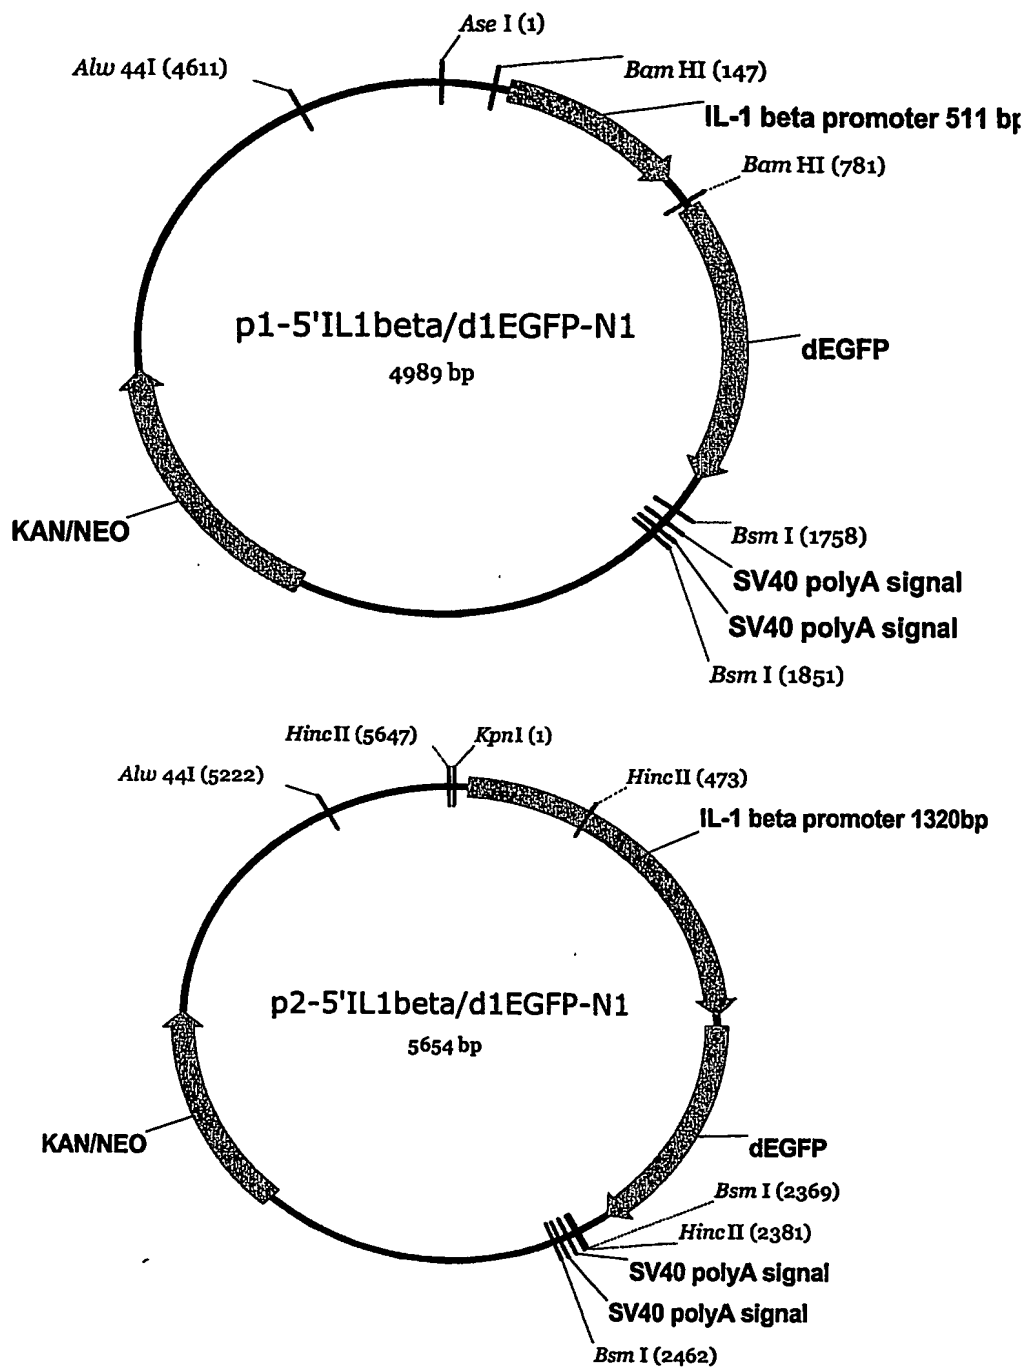 Ase I (1)
Alw 44I (4611)
Bam HI (147)
IL-1 beta promoter 511 bp
Bam HI (781)
p1-5'IL1beta/d1EGFP-N1
4989 bp
dEGFP
KAN/NEO
Bsm I (1758)
SV40 polyA signal
SV40 polyA signal
Bsm I (1851)
HincII (5647)
KpnI (1)
Alw 44I (5222)
HincII (473)
IL-1 beta promoter 1320bp
p2-5'IL1beta/d1EGFP-N1
5654 bp
KAN/NEO
dEGFP
Bsm I (2369)
HincII (2381)
SV40 polyA signal
SV40 polyA signal
Bsm I (2462)